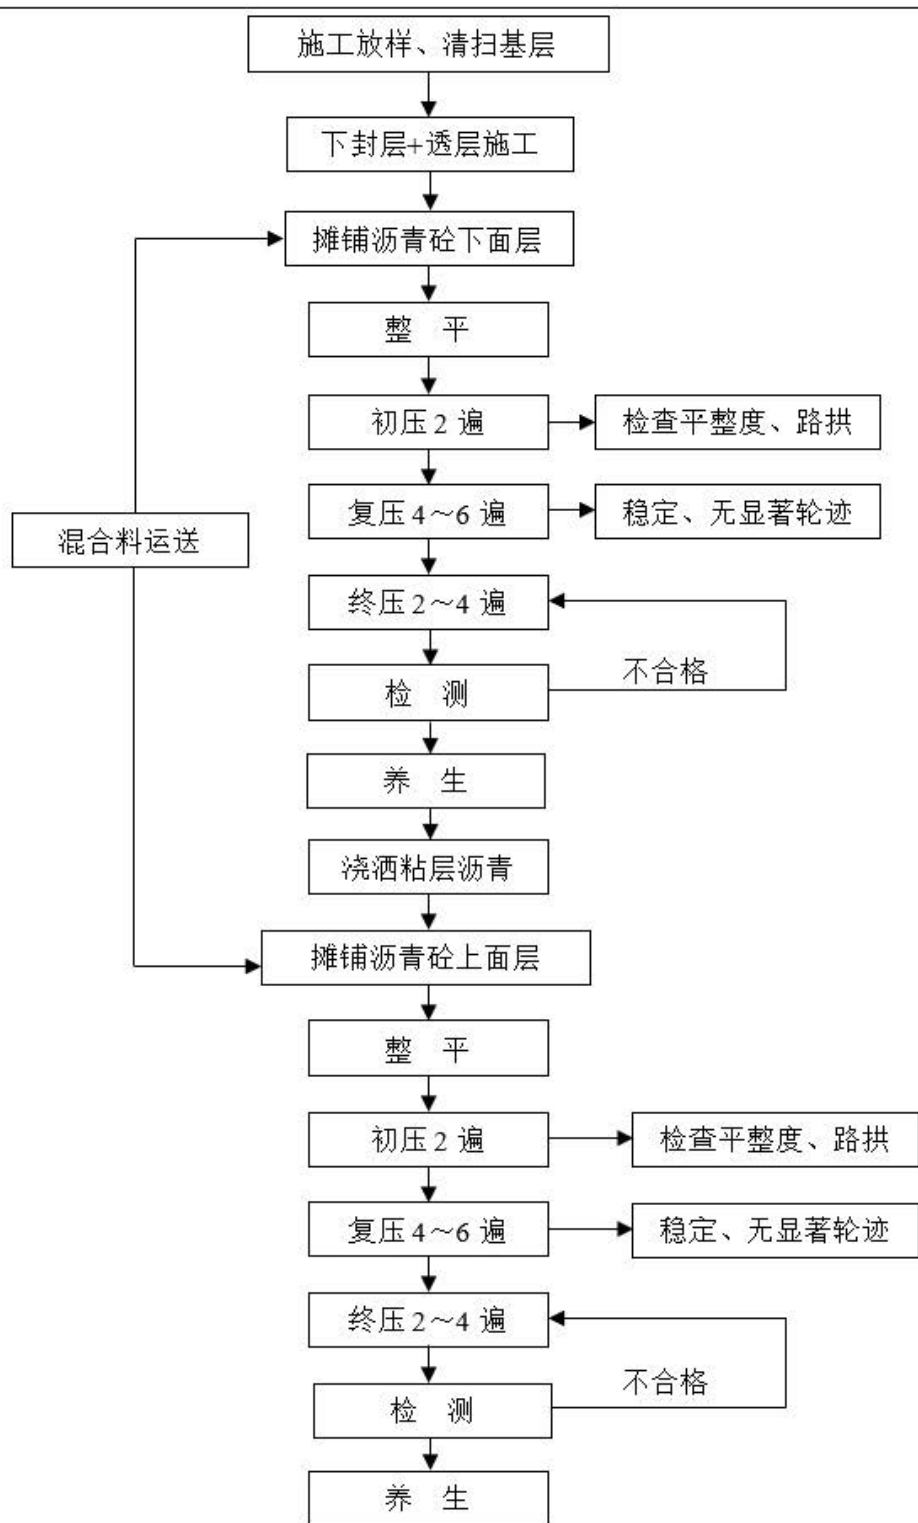 施工放样、清扫基层
下封层+透层施工
摊铺沥青砼下面层
整 平
初压2遍
检查平整度、路拱
复压4～6遍
稳定、无显著轮迹
混合料运送
终压2～4遍
不合格
检 测
养 生
浇洒粘层沥青
摊铺沥青砼上面层
整 平
初压2遍
检查平整度、路拱
复压4～6遍
稳定、无显著轮迹
终压2～4遍
不合格
检 测
养 生